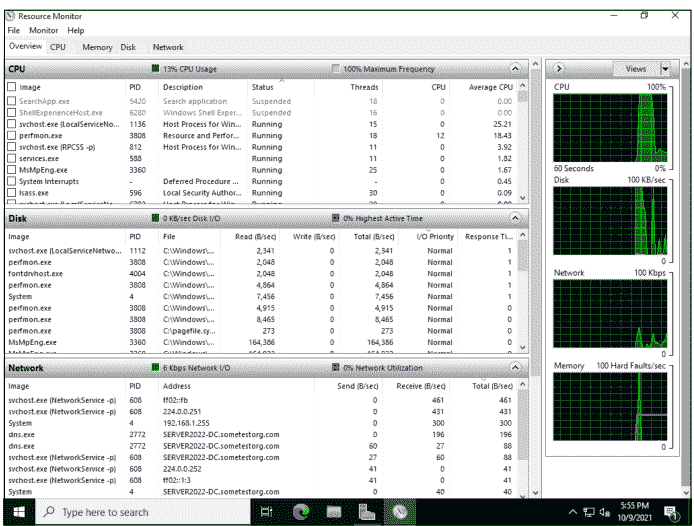 Resource Monitor
File Monitor Help
Overview CPU Memory Disk Network
CPU 13% CPU Usage 100% Maximum Frequency
Image PID Description Status Threads CPU Average CPU
SearchApp.exe 5420 Search application Suspended 18 0 0.00
ShellExperienceHost.exe 6280 Windows Shell Exper... Suspended 16 0 0.00
svchost.exe (LocalServiceNo... 1136 Host Process for Win... Running 15 0 25.21
perfmon.exe 3808 Resource and Perfor... Running 18 12 18.43
svchost.exe (RPCSS -p) 812 Host Process for Win... Running 11 0 3.92
services.exe 588 Running 11 0 1.82
MsMpEng.exe 3360 Running 25 0 1.67
System Interrupts - Deferred Procedure ... Running - 0 0.45
lsass.exe 596 Local Security Author... Running 30 0 0.09
Disk 0 KB/sec Disk I/O 0% Highest Active Time
Image PID File Read (B/sec) Write (B/sec) Total (B/sec) I/O Priority Response Ti...
svchost.exe (LocalServiceNetwo... 1112 C:\Windows\... 2,341 0 2,341 Normal 1
perfmon.exe 3808 C:\Windows\... 2,048 0 2,048 Normal 1
fontdrvhost.exe 4004 C:\Windows\... 2,048 0 2,048 Normal 1
perfmon.exe 3808 C:\Windows\... 4,864 0 4,864 Normal 1
System 4 C:\Windows\... 7,456 0 7,456 Normal 1
perfmon.exe 3808 C:\Windows\... 4,915 0 4,915 Normal 0
perfmon.exe 3808 C:\Windows\... 8,465 0 8,465 Normal 0
perfmon.exe 3808 C:\pagefile.sy... 273 0 273 Normal 0
MsMpEng.exe 3360 C:\Windows\... 164,386 0 164,386 Normal 0
Network 6 Kbps Network I/O 0% Network Utilization
Image PID Address Send (B/sec) Receive (B/sec) Total (B/sec)
svchost.exe (NetworkService -p) 608 ff02::fb 0 461 461
svchost.exe (NetworkService -p) 608 224.0.0.251 0 431 431
System 4 192.168.1.255 0 300 300
dns.exe 2772 SERVER2022-DC.sometestorg.com 0 196 196
dns.exe 2772 SERVER2022-DC.sometestorg.com 60 27 88
svchost.exe (NetworkService -p) 608 SERVER2022-DC.sometestorg.com 27 60 88
svchost.exe (NetworkService -p) 608 224.0.0.252 41 0 41
svchost.exe (NetworkService -p) 608 ff02::1:3 41 0 41
System 4 SERVER2022-DC.sometestorg.com 0 40 40
Views
CPU 100%
60 Seconds 0%
Disk 100 KB/sec
0
Network 100 Kbps
0
Memory 100 Hard Faults/sec
0
Type here to search
5:55 PM
10/9/2021
1